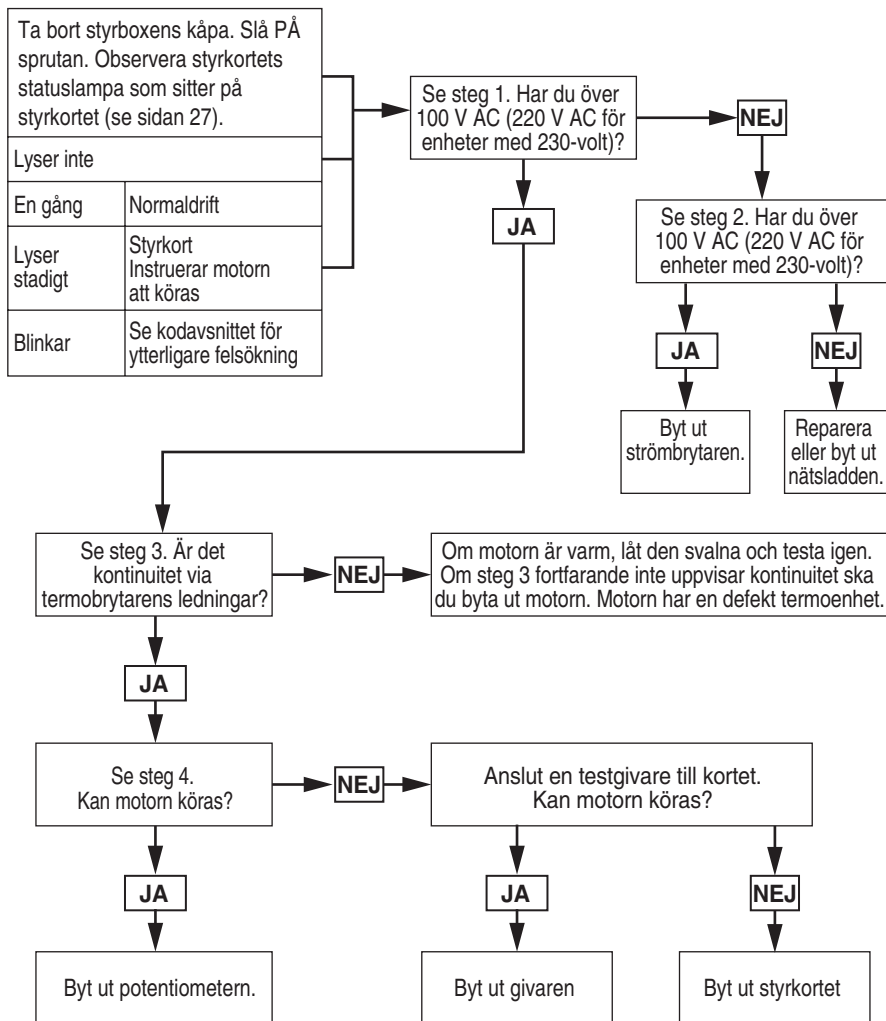 Ta bort styrboxens kåpa. Slå PÅ
sprutan. Observera styrkortets
statuslampa som sitter på
styrkortet (se sidan 27).
Lyser inte
En gång
Normaldrift
Lyser
stadigt
Styrkort
Instruerar motorn
att köras
Blinkar
Se kodavsnittet för
ytterligare felsökning
Se steg 1. Har du över
100 V AC (220 V AC för
enheter med 230-volt)?
NEJ
JA
Se steg 2. Har du över
100 V AC (220 V AC för
enheter med 230-volt)?
JA
NEJ
Byt ut
strömbrytaren.
Reparera
eller byt ut
nätsladden.
Se steg 3. Är det
kontinuitet via
termobrytarens ledningar?
NEJ
Om motorn är varm, låt den svalna och testa igen.
Om steg 3 fortfarande inte uppvisar kontinuitet ska
du byta ut motorn. Motorn har en defekt termoenhet.
JA
Se steg 4.
Kan motorn köras?
NEJ
Anslut en testgivare till kortet.
Kan motorn köras?
JA
JA
NEJ
Byt ut potentiometern.
Byt ut givaren
Byt ut styrkortet